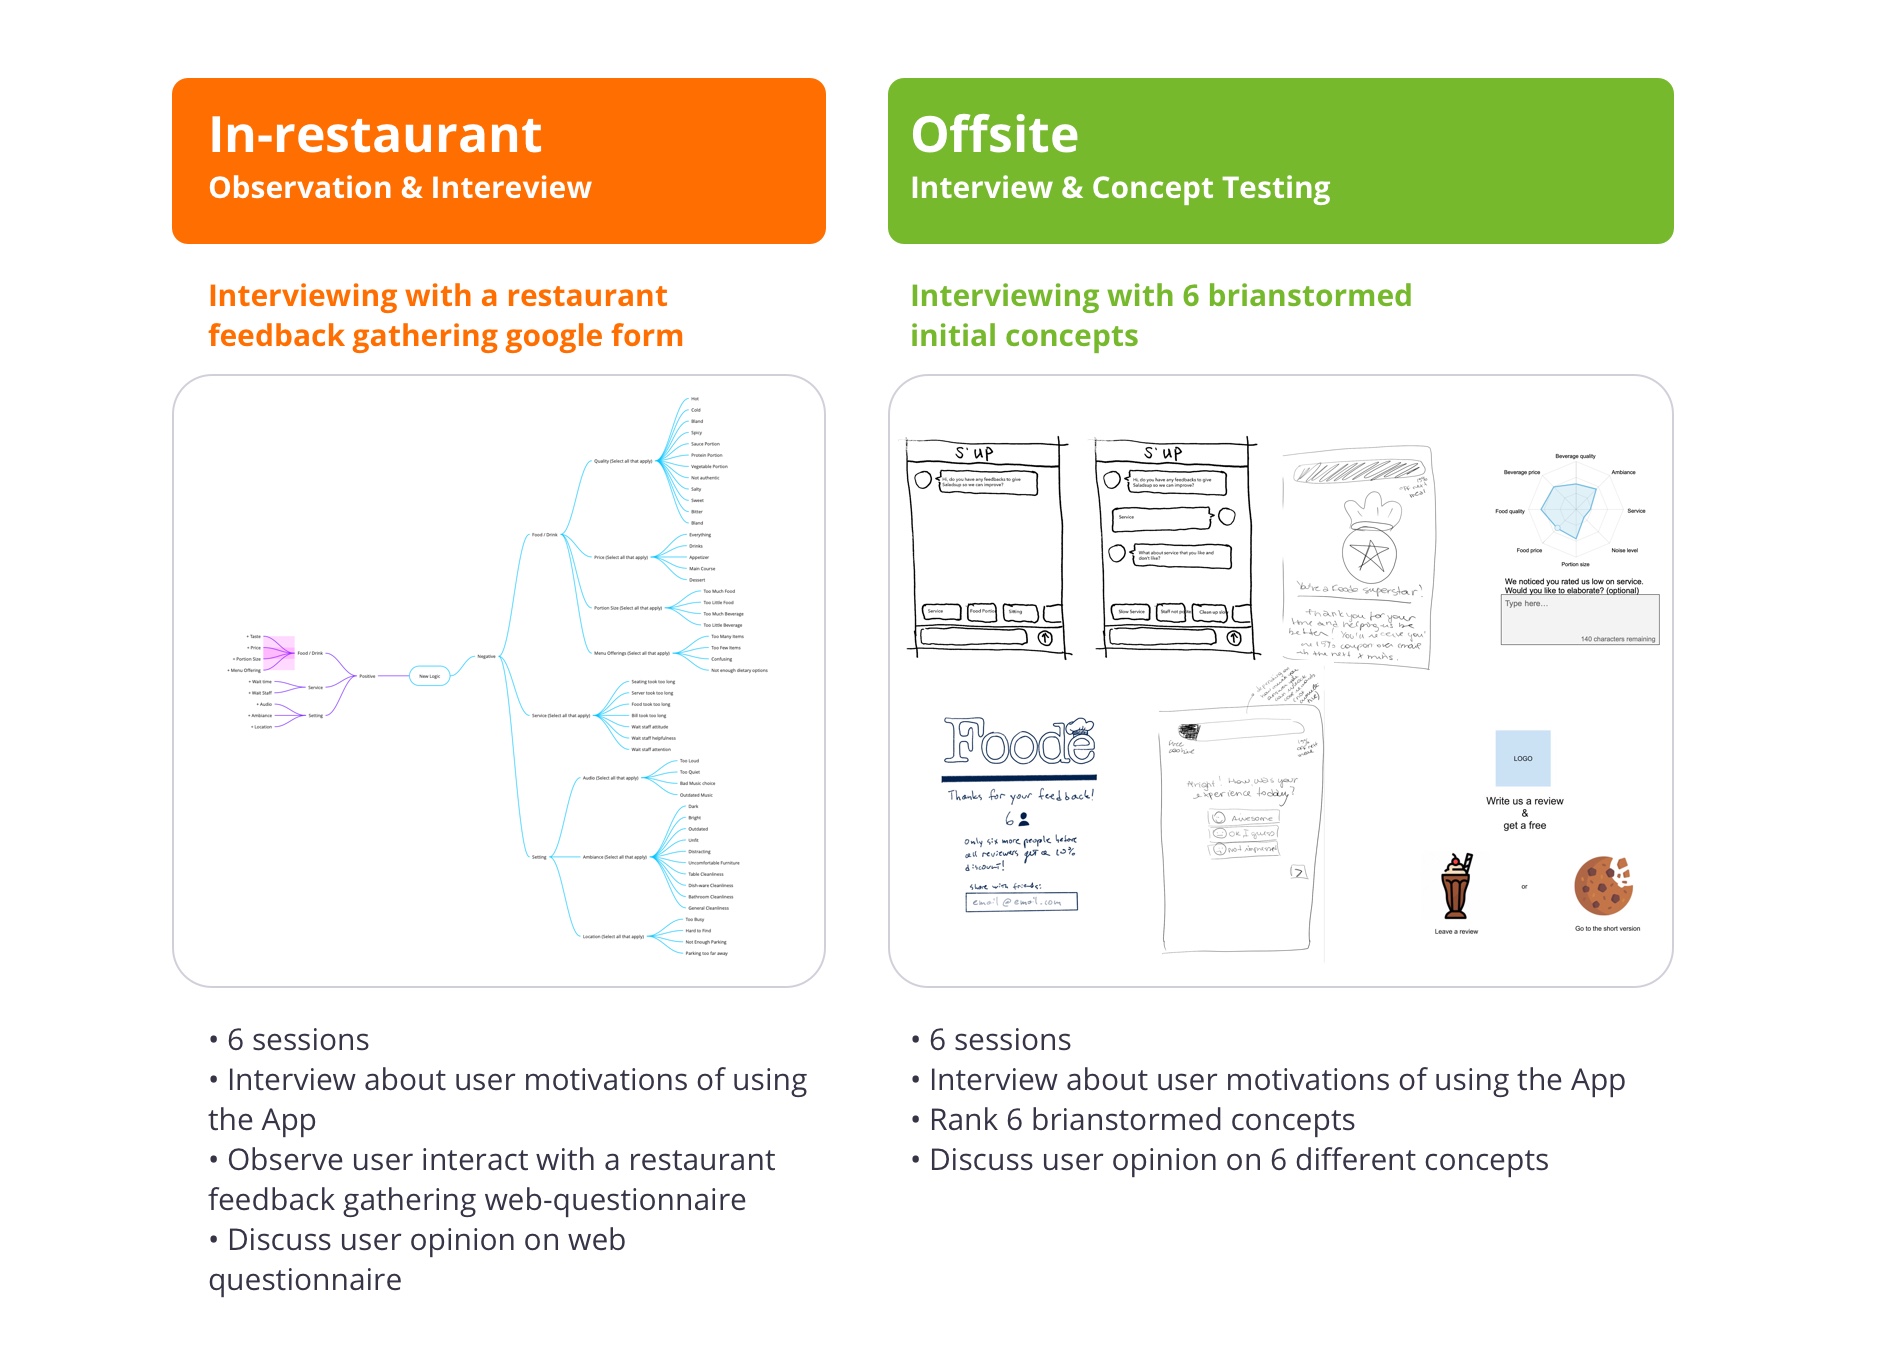 In-restaurant
Observation & Intereview
Interviewing with a restaurant
feedback gathering google form
Hot
Cold
Bland
Spicy
Sauce Portion
Protein Portion
Vegetable Portion
Not authentic
Salty
Sweet
Bitter
Bland
Quality (Select all that apply)
Everything
Drinks
Appetizer
Main Course
Dessert
Price (Select all that apply)
Food / Drink
Too Much Food
Too Little Food
Too Much Beverage
Too Little Beverage
Portion Size (Select all that apply)
Too Many Items
Too Few Items
Confusing
Not enough dietary options
Menu Offerings (Select all that apply)
+ Taste
+ Price
+ Portion Size
+ Menu Offering
Food / Drink
+ Wait time
+ Wait Staff
Service
+ Audio
+ Ambiance
+ Location
Setting
Positive
New Logic
Negative
Seating took too long
Server took too long
Food took too long
Bill took too long
Wait staff attitude
Wait staff helpfulness
Wait staff attention
Service (Select all that apply)
Too Loud
Too Quiet
Bad Music choice
Outdated Music
Audio (Select all that apply)
Dark
Bright
Outdated
Unfit
Distracting
Uncomfortable Furniture
Table Cleanliness
Dish-ware Cleanliness
Bathroom Cleanliness
General Cleanliness
Ambiance (Select all that apply)
Setting
Too Busy
Hard to Find
Not Enough Parking
Parking too far away
Location (Select all that apply)
• 6 sessions
• Interview about user motivations of using
the App
• Observe user interact with a restaurant
feedback gathering web-questionnaire
• Discuss user opinion on web
questionnaire
Offsite
Interview & Concept Testing
Interviewing with 6 brianstormed
initial concepts
S'UP
Hi, do you have any feedbacks to give
Saladsup so we can improve?
Service
Food Portio
Sitting
S'UP
Hi, do you have any feedbacks to give
Saladsup so we can improve?
Service
What about service that you like and
don't like?
Slow Service
Staff not polite
Clean up slow
15%
off next
meal
You're a Foodē superstar!
Thank you for your
time and helping us be
better! You'll receive
15% coupon
Beverage quality
Beverage price
Ambiance
Food quality
Service
Food price
Noise level
Portion size
We noticed you rated us low on service.
Would you like to elaborate? (optional)
Type here...
140 characters remaining
Foodē
Thanks for your feedback!
6
Only six more people before
all reviewers get a 10%
discount!
share with friends:
email@email.com
Alright! How was your
experience today?
Awesome
OK I guess
not impressed
LOGO
Write us a review
&
get a free
or
Leave a review
Go to the short version
• 6 sessions
• Interview about user motivations of using the App
• Rank 6 brianstormed concepts
• Discuss user opinion on 6 different concepts